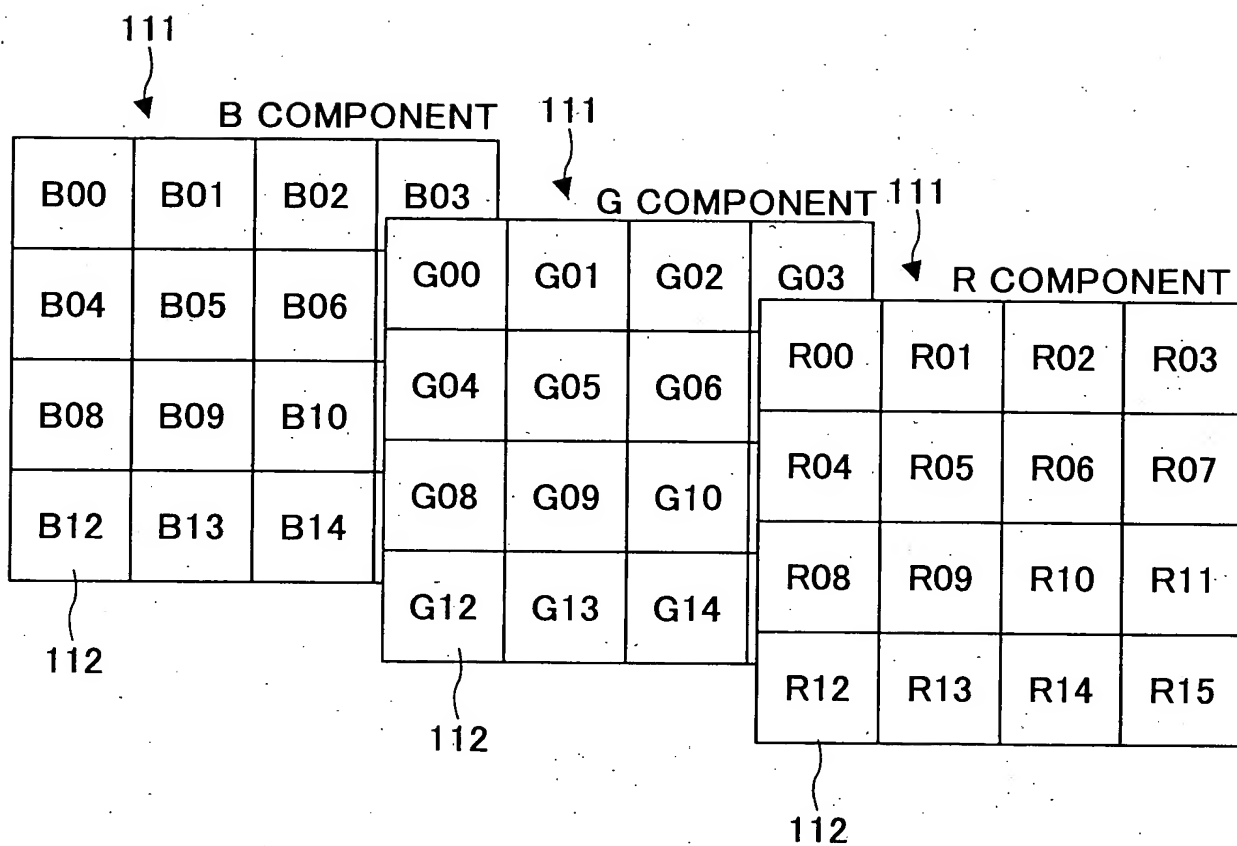 111
B COMPONENT
B00 B01 B02 B03
B04 B05 B06
B08 B09 B10
B12 B13 B14
112
111
G COMPONENT
G00 G01 G02 G03
G04 G05 G06
G08 G09 G10
G12 G13 G14
112
111
R COMPONENT
R00 R01 R02 R03
R04 R05 R06 R07
R08 R09 R10 R11
R12 R13 R14 R15
112